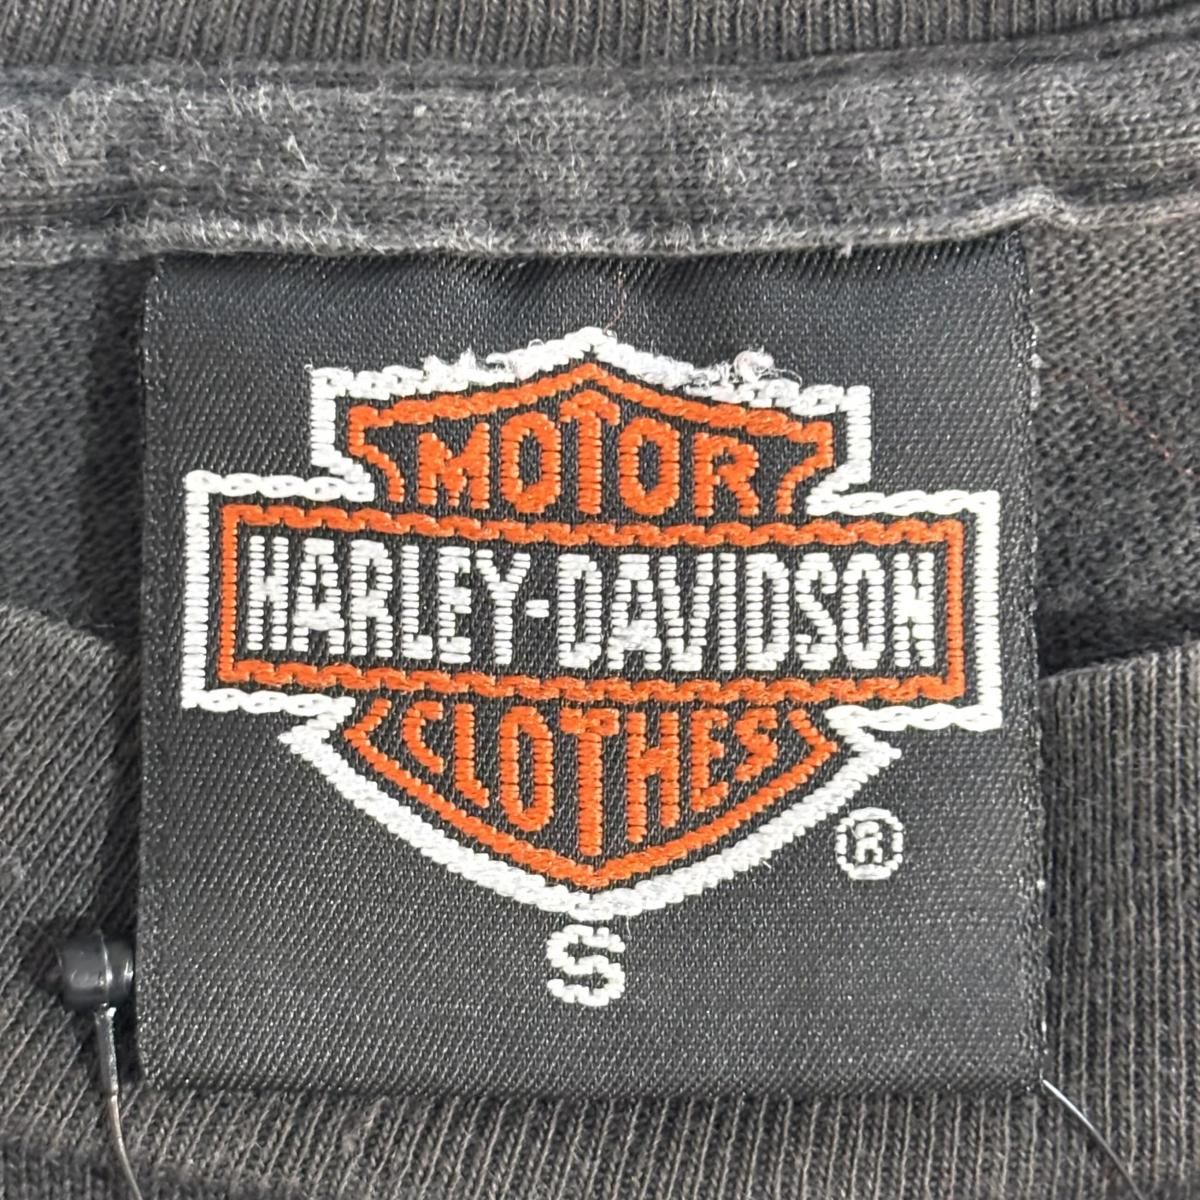 MOTOR
HARLEY-DAVIDSON
CLOTHES
®
S